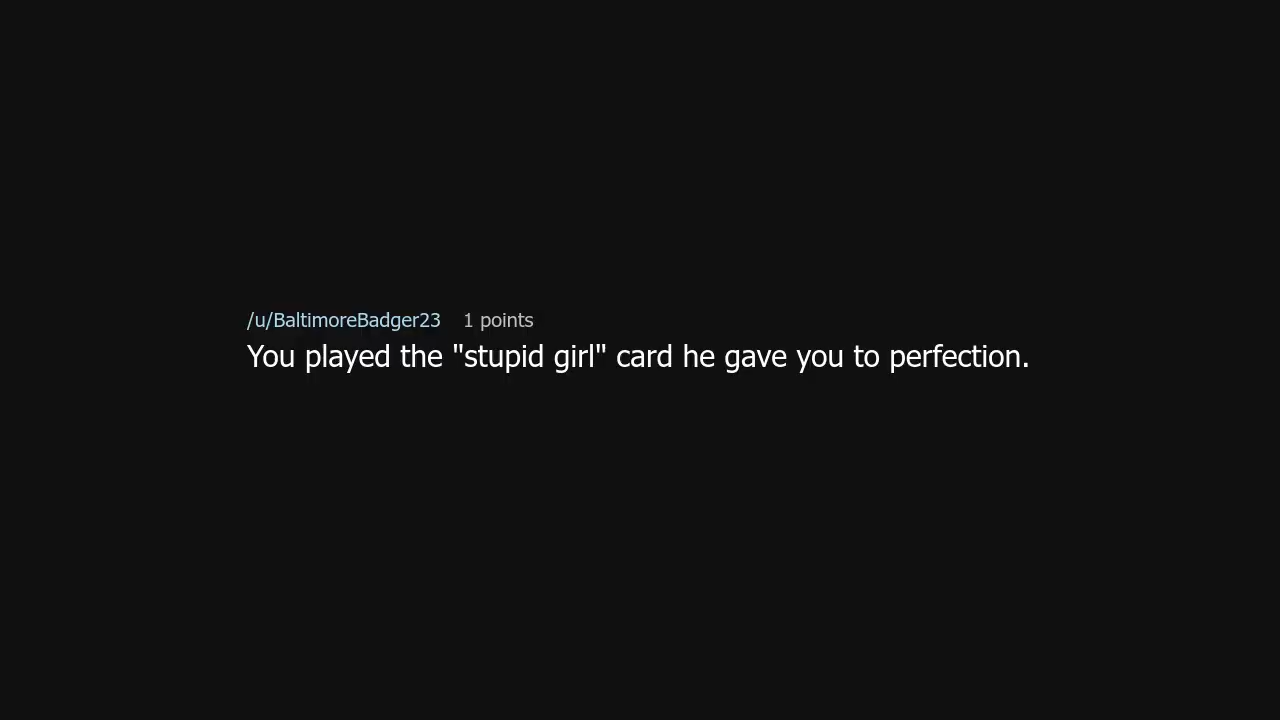 /u/BaltimoreBadger23 1 points
You played the "stupid girl" card he gave you to perfection.